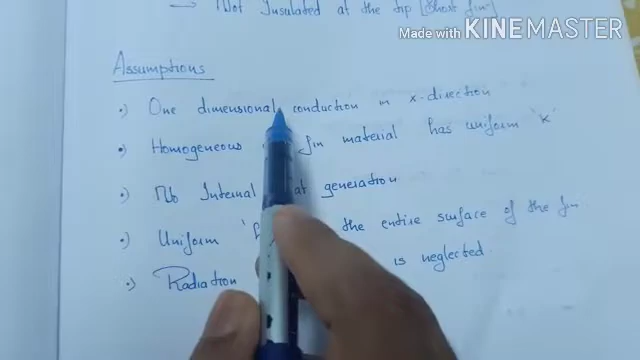 → Not Insulated at the tip [Short fin]
Made with KINEMASTER
Assumptions
One dimensional conduction in x-direction
Homogeneous fin material has uniform 'k'
No Internal generation
Uniform the entire surface of the fin.
Radiation is neglected.